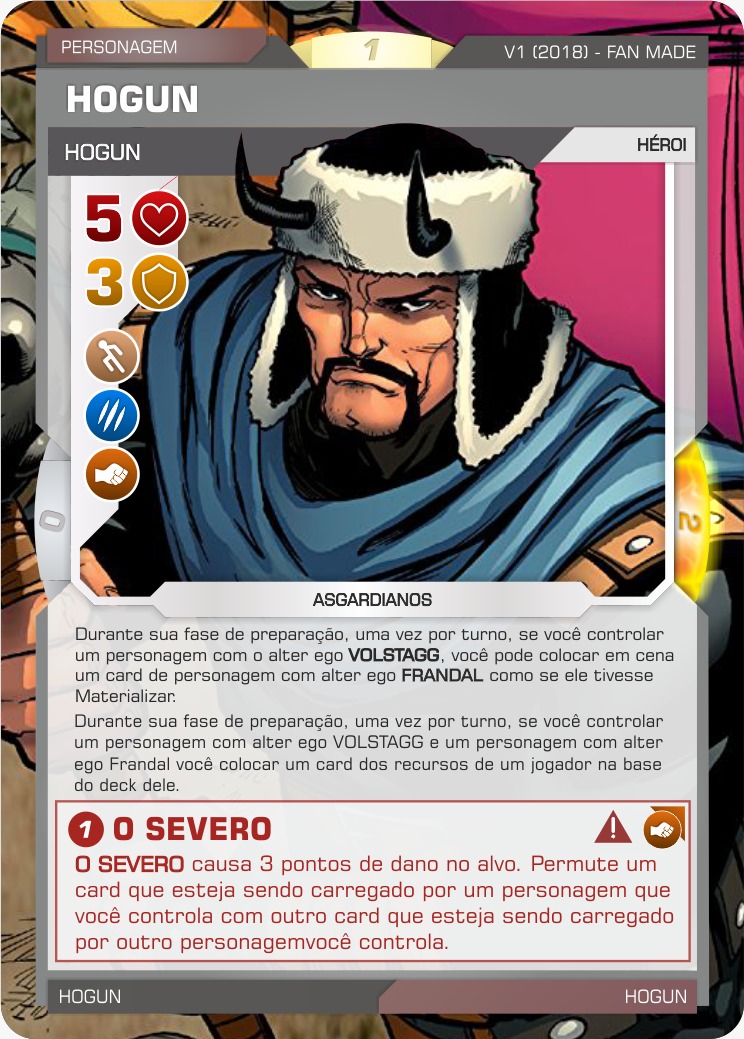 PERSONAGEM
1
V1 (2018) - FAN MADE
HOGUN
HOGUN
HÉROI
5
3
0
2
ASGARDIANOS
Durante sua fase de preparação, uma vez por turno, se você controlar
um personagem com o alter ego VOLSTAGG, você pode colocar em cena
um card de personagem com alter ego FRANDAL como se ele tivesse
Materializar.
Durante sua fase de preparação, uma vez por turno, se você controlar
um personagem com alter ego VOLSTAGG e um personagem com alter
ego Frandal você colocar um card dos recursos de um jogador na base
do deck dele.
1 O SEVERO
O SEVERO causa 3 pontos de dano no alvo. Permute um
card que esteja sendo carregado por um personagem que
você controla com outro card que esteja sendo carregado
por outro personagemvocê controla.
HOGUN
HOGUN